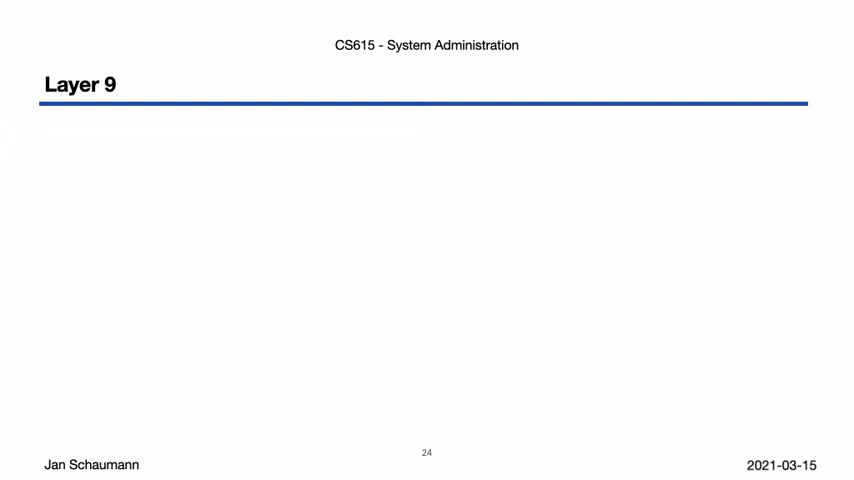 CS615 - System Administration
Layer 9
24
Jan Schaumann
2021-03-15